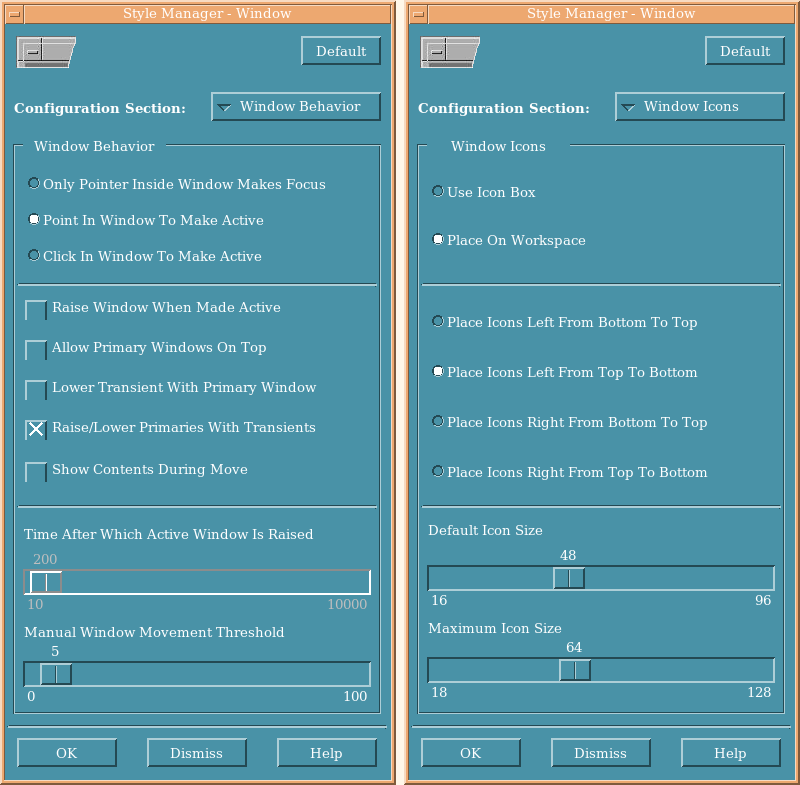 Style Manager - Window
Default
Configuration Section: Window Behavior
Window Behavior
Only Pointer Inside Window Makes Focus
Point In Window To Make Active
Click In Window To Make Active
Raise Window When Made Active
Allow Primary Windows On Top
Lower Transient With Primary Window
Raise/Lower Primaries With Transients
Show Contents During Move
Time After Which Active Window Is Raised
200
10 10000
Manual Window Movement Threshold
5
0 100
OK Dismiss Help
Style Manager - Window
Default
Configuration Section: Window Icons
Window Icons
Use Icon Box
Place On Workspace
Place Icons Left From Bottom To Top
Place Icons Left From Top To Bottom
Place Icons Right From Bottom To Top
Place Icons Right From Top To Bottom
Default Icon Size
48
16 96
Maximum Icon Size
64
18 128
OK Dismiss Help